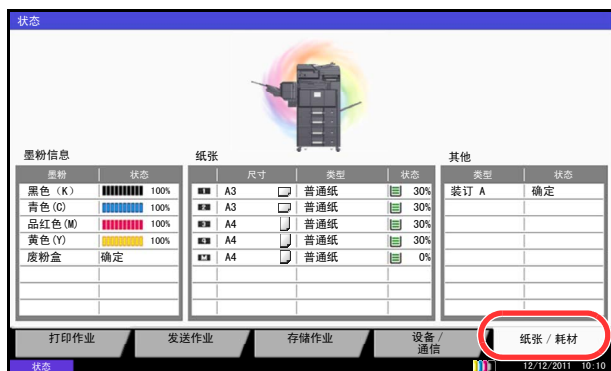 状态
墨粉信息
墨粉 状态
黑色（K） 100%
青色(C) 100%
品红色(M) 100%
黄色(Y) 100%
废粉盒 确定
纸张
尺寸 类型 状态
1 A3 普通纸 30%
2 A3 普通纸 30%
3 A4 普通纸 30%
A4 普通纸 30%
A4 普通纸 0%
其他
类型 状态
装订 A 确定
打印作业
发送作业
存储作业
设备 /
通信
纸张 / 耗材
状态
12/12/2011 10:10